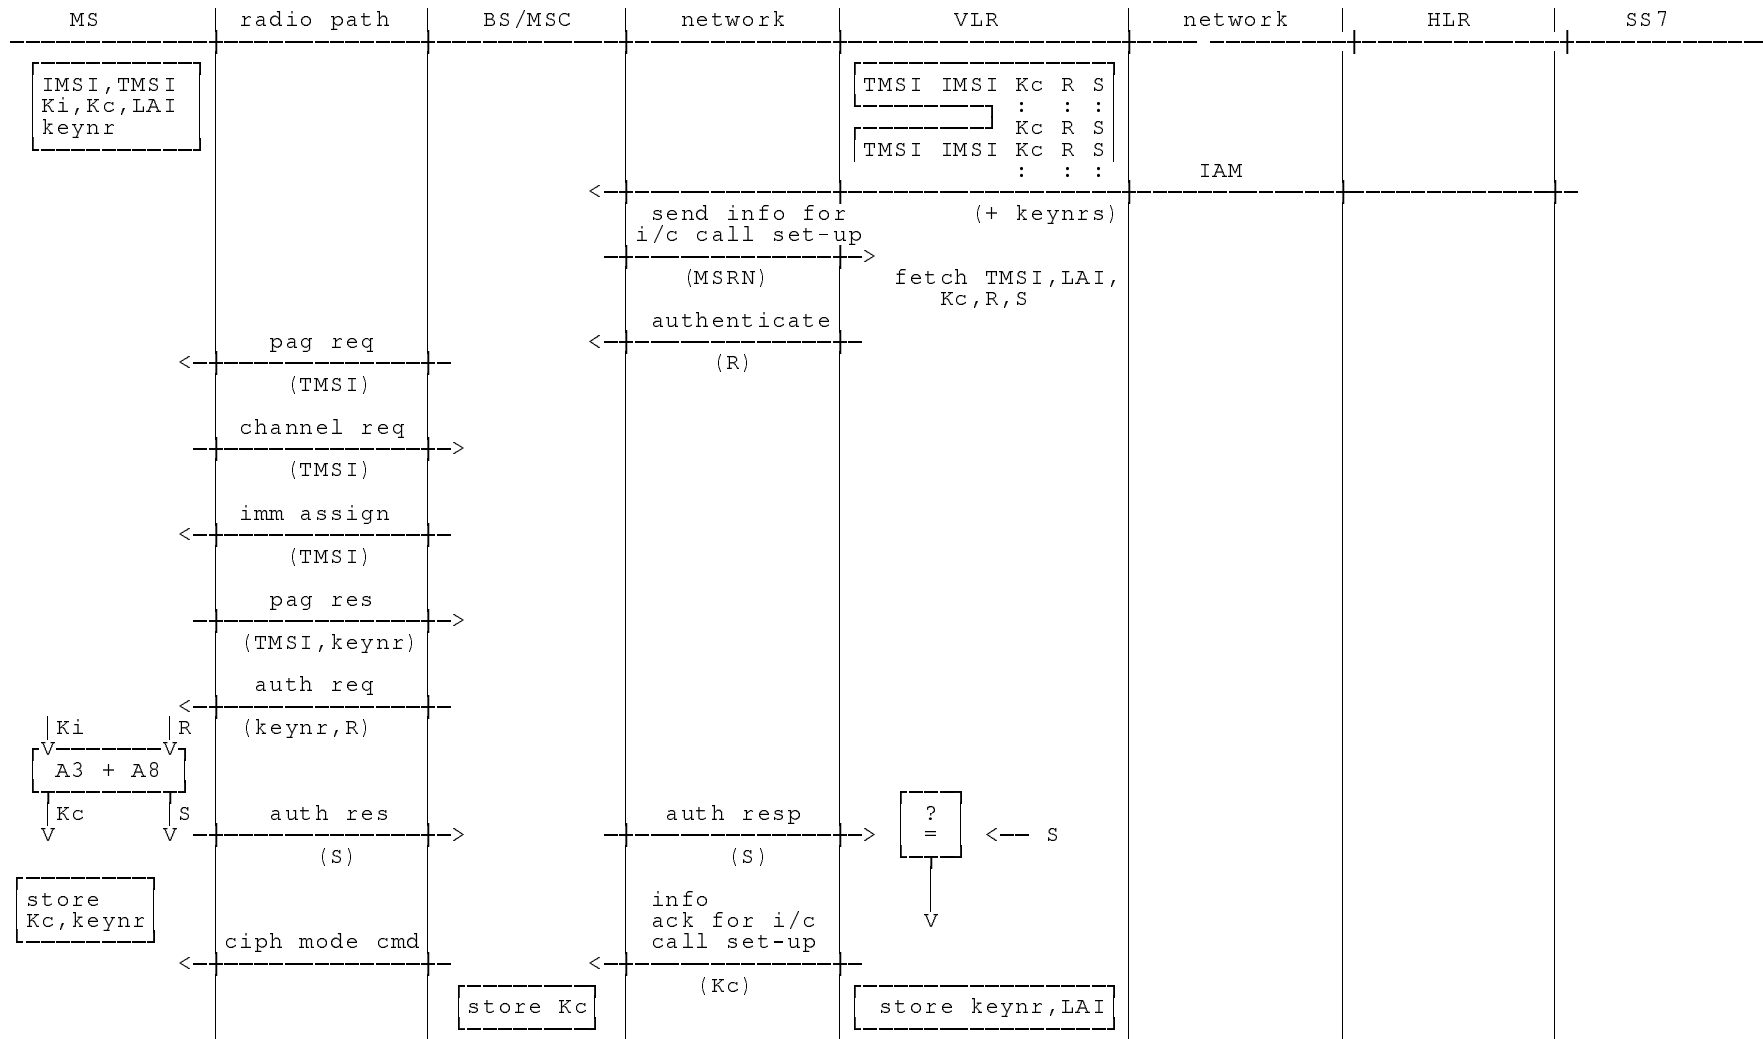 MS radio path BS/MSC network VLR network HLR SS7
IMSI,TMSI TMSI IMSI Kc R S
Ki,Kc,LAI : : :
keynr Kc R S
TMSI IMSI Kc R S
: : : IAM
send info for (+ keynrs)
i/c call set-up
(MSRN) fetch TMSI,LAI,
Kc,R,S
authenticate
pag req
(R)
(TMSI)
channel req
(TMSI)
imm assign
(TMSI)
pag res
(TMSI,keynr)
auth req
Ki R (keynr,R)
V V
A3 + A8
Kc S auth res auth resp ?
V V = <-- S
(S) (S)
store info
Kc,keynr ack for i/c V
ciph mode cmd call set-up
(Kc)
store Kc store keynr,LAI